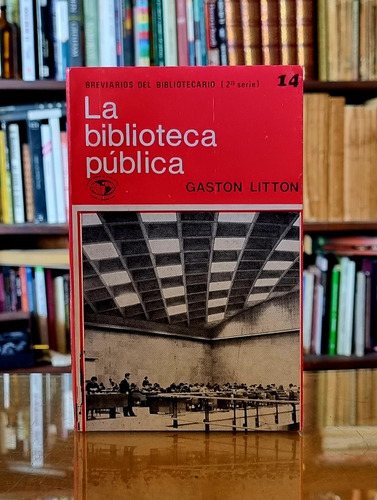 BREVIARIOS DEL BIBLIOTECARIO (2ª serie) 14
La
biblioteca
pública
GASTON LITTON